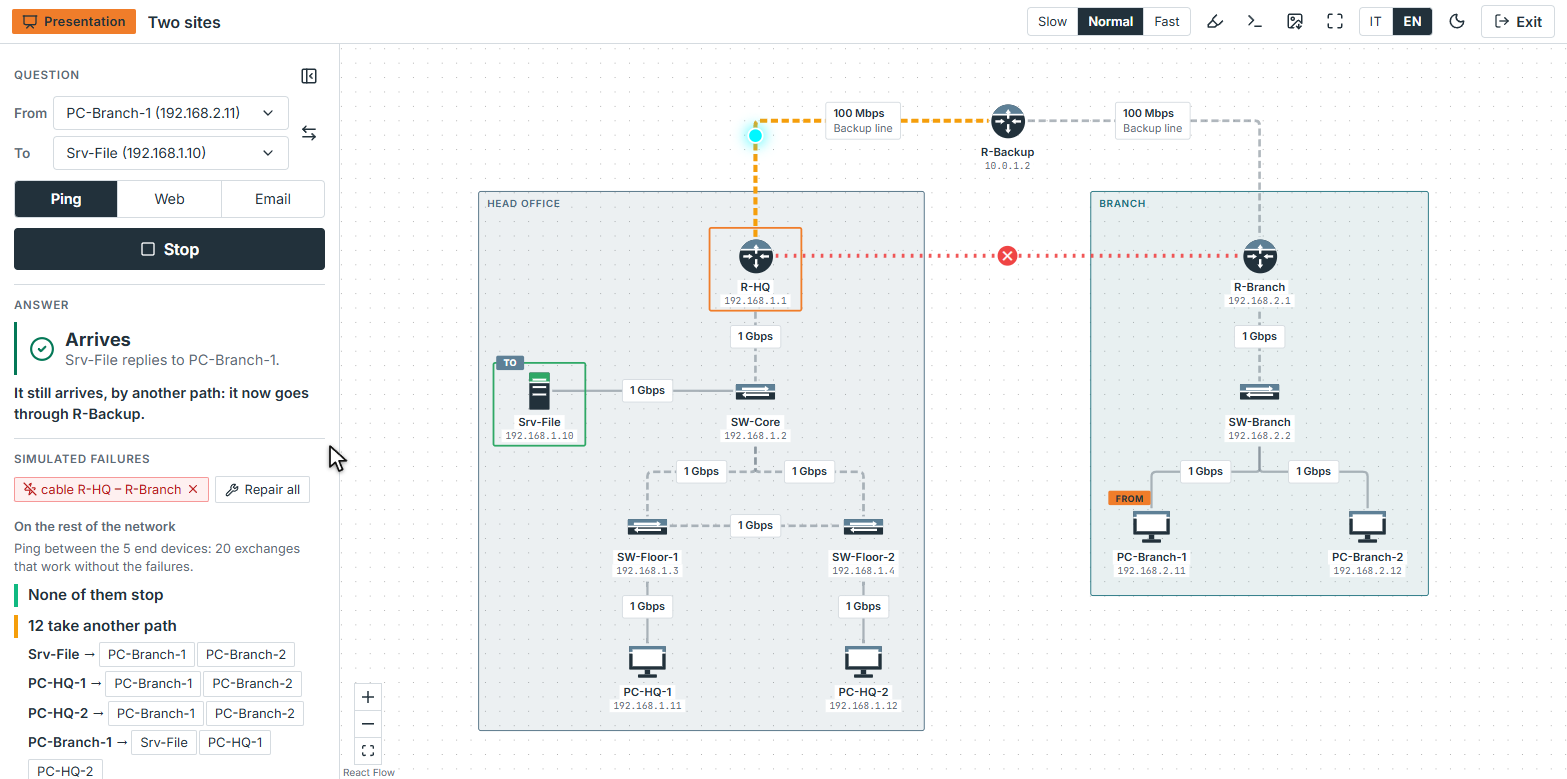 Presentation
Two sites
Slow Normal Fast
IT EN
Exit
QUESTION
From PC-Branch-1 (192.168.2.11)
To Srv-File (192.168.1.10)
Ping Web Email
Stop
ANSWER
Arrives
Srv-File replies to PC-Branch-1.
It still arrives, by another path: it now goes
through R-Backup.
SIMULATED FAILURES
cable R-HQ – R-Branch
Repair all
On the rest of the network
Ping between the 5 end devices: 20 exchanges
that work without the failures.
None of them stop
12 take another path
Srv-File → PC-Branch-1 PC-Branch-2
PC-HQ-1 → PC-Branch-1 PC-Branch-2
PC-HQ-2 → PC-Branch-1 PC-Branch-2
PC-Branch-1 → Srv-File PC-HQ-1
PC-HQ-2
100 Mbps
Backup line
R-Backup
10.0.1.2
100 Mbps
Backup line
HEAD OFFICE
R-HQ
192.168.1.1
1 Gbps
TO
Srv-File
192.168.1.10
1 Gbps
SW-Core
192.168.1.2
1 Gbps
1 Gbps
SW-Floor-1
192.168.1.3
1 Gbps
SW-Floor-2
192.168.1.4
1 Gbps
1 Gbps
PC-HQ-1
192.168.1.11
PC-HQ-2
192.168.1.12
BRANCH
R-Branch
192.168.2.1
1 Gbps
SW-Branch
192.168.2.2
1 Gbps
1 Gbps
FROM
PC-Branch-1
192.168.2.11
PC-Branch-2
192.168.2.12
React Flow